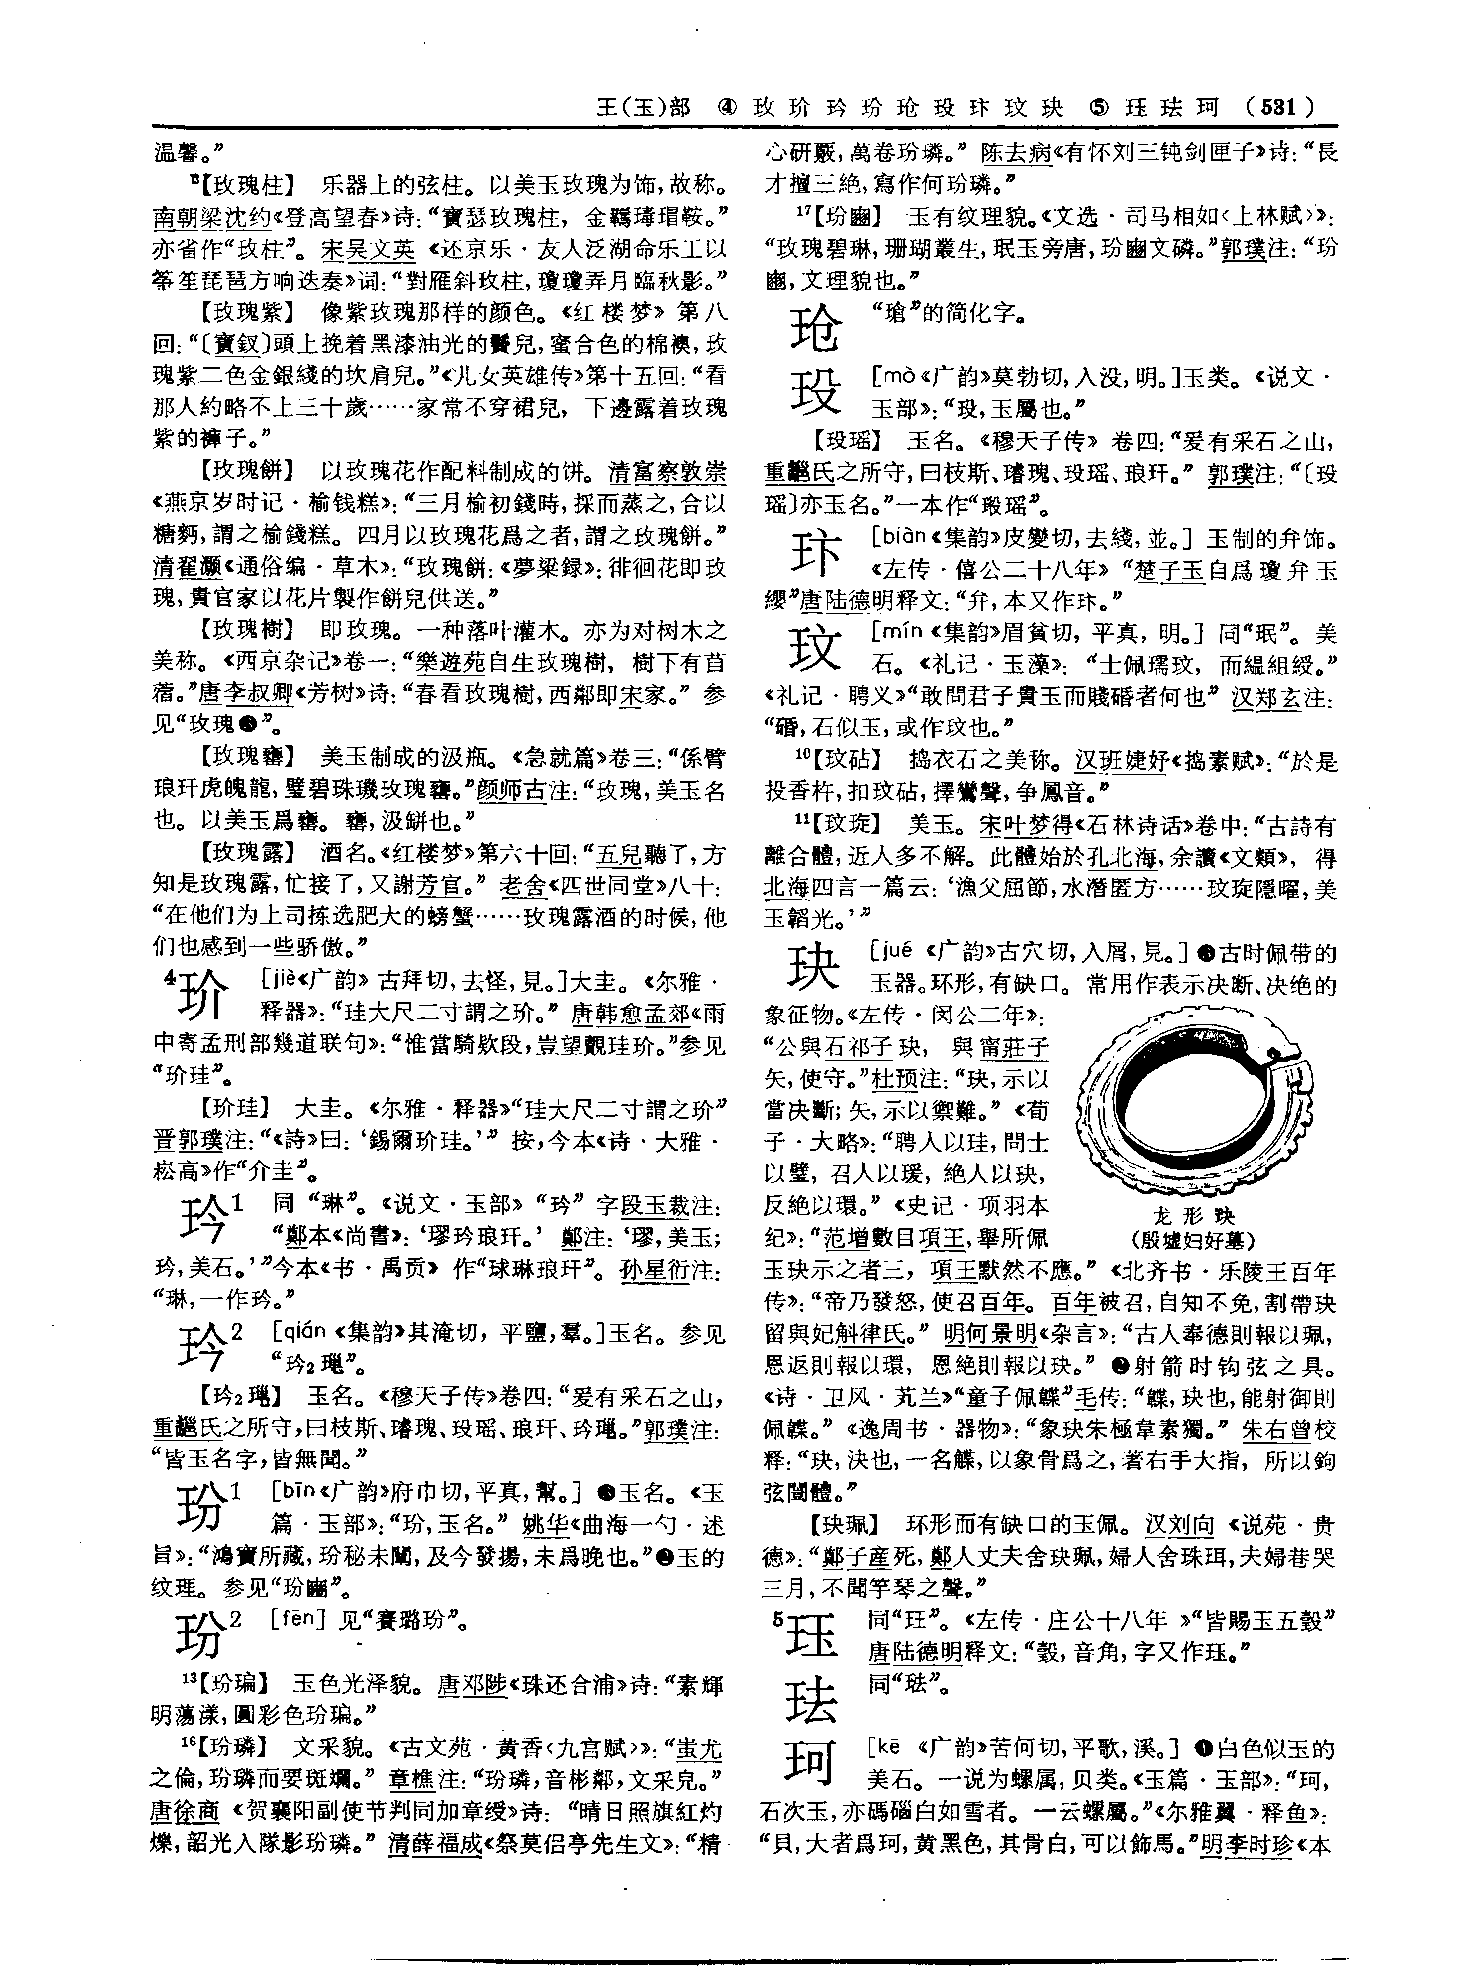 王(玉)部 ④ 玫 玠 玪 玢 玱 玟 玣 玟 玦 ⑤ 珏 珐 珂 (531)
温馨。”
【玫瑰柱】 乐器上的弦柱。以美玉玫瑰为饰,故称。
南朝梁沈约《登高望春》诗:“寶瑟玫瑰柱, 金羈瑇瑁鞍。”
亦省作“玫柱”。 宋吴文英《还京乐·友人泛湖命乐工以
筝笙琵琶方响迭奏》词:“對雁斜玫柱,瓊瓊弄月臨秋影。”
【玫瑰紫】 像紫玫瑰那样的颜色。《红楼梦》第八
回:“〔寶釵〕頭上挽着黑漆油光的鬢兒,蜜合色的棉襖,玫
瑰紫二色金銀綫的坎肩兒。”《儿女英雄传》第十五回:“看
那人約略不上三十歲……家常不穿裙兒, 下邊露着玫瑰
紫的褲子。”
【玫瑰餅】 以玫瑰花作配料制成的饼。清富察敦崇
《燕京岁时记·榆钱糕》:“三月榆初錢時,採而蒸之,合以
糖麪,謂之榆錢糕。四月以玫瑰花爲之者,謂之玫瑰餅。”
清翟灏《通俗编·草木》:“玫瑰餅:《夢粱録》:徘徊花即玫
瑰,貴官家以花片製作餅兒供送。”
【玫瑰樹】 即玫瑰。一种落叶灌木。亦为对树木之
美称。《西京杂记》卷一:“樂遊苑自生玫瑰樹, 樹下有苜
蓿。”唐李叔卿《芳树》诗:“春看玫瑰樹,西鄰即宋家。” 参
见“玫瑰❸”。
【玫瑰罋】 美玉制成的汲瓶。《急就篇》卷三:“係臂
琅玕虎魄龍,璧碧珠璣玫瑰罋。”颜师古注:“玫瑰,美玉名
也。以美玉爲罋。罋,汲缾也。”
【玫瑰露】 酒名。《红楼梦》第六十回:“五兒聽了,方
知是玫瑰露,忙接了,又謝芳官。” 老舍《四世同堂》八十:
“在他们为上司拣选肥大的螃蟹……玫瑰露酒的时候,他
们也感到一些骄傲。”
4玠 [jiè《广韵》古拜切,去怪,見。]大圭。《尔雅·
释器》:“珪大尺二寸謂之玠。” 唐韩愈孟郊《雨
中寄孟刑部幾道联句》:“惟當騎欵段,豈望覿珪玠。”参见
“玠珪”。
【玠珪】 大圭。《尔雅·释器》“珪大尺二寸謂之玠”
晋郭璞注:“《詩》曰:‘錫爾玠珪。’” 按,今本《诗·大雅·
崧高》作“介圭”。
玪1 同“琳”。《说文·玉部》“玪”字段玉裁注:
“鄭本《尚書》:‘璆玪琅玕。’ 鄭注:‘璆,美玉;
玪,美石。’”今本《书·禹贡》作“球琳琅玕”。孙星衍注:
“琳,一作玪。”
玪2 [qián《集韵》其淹切,平鹽,羣。]玉名。参见
“玪2 ”。
【玪2 】 玉名。《穆天子传》卷四:“爰有采石之山,
重 氏之所守,曰枝斯、璿瑰、玟瑶、琅玕、玪 。”郭璞注:
“皆玉名字,皆無聞。”
玢1 [bīn《广韵》府巾切,平真,幫。] ❶玉名。《玉
篇·玉部》:“玢,玉名。” 姚华《曲海一勺·述
旨》:“鴻寶所藏,玢秘未闡,及今發揚,未爲晚也。”❷玉的
纹理。参见“玢豳”。
玢2 [fēn] 见“賽璐玢”。
13【玢㻞】 玉色光泽貌。唐邓陟《珠还合浦》诗:“素輝
明蕩漾,圓彩色玢㻞。”
16【玢璘】 文采貌。《古文苑·黄香〈九宫赋〉》:“蚩尤
之倫,玢璘而要斑斕。” 章樵注:“玢璘,音彬鄰,文采皃。”
唐徐商《贺襄阳副使节判同加章绶》诗: “晴日照旗紅灼
爍,韶光入隊影玢璘。” 清薛福成《祭莫侣亭先生文》:“精
心研覈,萬卷玢璘。” 陈去病《有怀刘三钝剑匣子》诗:“長
才擅三絶,寫作何玢璘。”
17【玢豳】 玉有纹理貌。《文选·司马相如〈上林赋〉》:
“玫瑰碧琳,珊瑚叢生,珉玉旁唐,玢豳文磷。”郭璞注:“玢
豳,文理貌也。”
玱 “瑲”的简化字。
玟 [mò《广韵》莫勃切,入没,明。]玉类。《说文·
玉部》:“玟,玉屬也。”
【玟瑶】 玉名。《穆天子传》卷四:“爰有采石之山,
重 氏之所守,曰枝斯、璿瑰、玟瑶、琅玕。” 郭璞注:“〔玟
瑶〕亦玉名。”一本作“瑖瑶”。
玣 [biàn《集韵》皮變切,去綫,並。] 玉制的弁饰。
《左传·僖公二十八年》“楚子玉自爲瓊弁玉
纓”唐陆德明释文:“弁,本又作玣。”
玟 [mín《集韵》眉貧切,平真,明。] 同“珉”。美
石。《礼记·玉藻》:“士佩瓀玟, 而縕組綬。”
《礼记·聘义》“敢問君子貴玉而賤碈者何也” 汉郑玄注:
“碈,石似玉,或作玟也。”
10【玟砧】 捣衣石之美称。汉班婕妤《捣素赋》:“於是
投香杵,扣玟砧,擇鸞聲,争鳳音。”
11【玟琁】 美玉。宋叶梦得《石林诗话》卷中:“古詩有
離合體,近人多不解。此體始於孔北海,余讀《文類》, 得
北海四言一篇云:‘漁父屈節,水潛匿方……玟琁隱曜,美
玉韜光。’”
玦 [jué《广韵》古穴切,入屑,見。] ❶古时佩带的
玉器。环形,有缺口。常用作表示决断、决绝的
象征物。《左传·闵公二年》:
“公與石祁子玦, 與甯莊子
矢,使守。”杜预注:“玦,示以
當决斷;矢,示以禦難。”《荀
子·大略》:“聘人以珪,問士
以璧, 召人以瑗, 絶人以玦,
反絶以環。”《史记·项羽本
纪》:“范增數目項王,舉所佩
龙形玦
(殷墟妇好墓)
玉玦示之者三, 項王默然不應。”《北齐书·乐陵王百年
传》:“帝乃發怒,使召百年。百年被召,自知不免,割帶玦
留與妃斛律氏。” 明何景明《杂言》:“古人奉德則報以珮,
恩返則報以環, 恩絶則報以玦。” ❷射箭时钩弦之具。
《诗·卫风·芄兰》“童子佩韘”毛传:“韘,玦也,能射御則
佩韘。”《逸周书·器物》:“象玦朱極韋素獨。” 朱右曾校
释:“玦,決也,一名韘,以象骨爲之,著右手大指, 所以鉤
弦闓體。”
【玦珮】 环形而有缺口的玉佩。汉刘向《说苑·贵
德》:“鄭子産死,鄭人丈夫舍玦珮,婦人舍珠珥,夫婦巷哭
三月,不聞竽琴之聲。”
5珏 同“玨”。《左传·庄公十八年》“皆賜玉五瑴”
唐陆德明释文:“瑴,音角,字又作珏。”
珐 同“琺”。
珂 [kē《广韵》苦何切,平歌,溪。] ❶白色似玉的
美石。一说为螺属,贝类。《玉篇·玉部》:“珂,
石次玉,亦碼碯白如雪者。一云螺屬。”《尔雅翼·释鱼》:
“貝,大者爲珂,黄黑色,其骨白,可以飾馬。”明李时珍《本